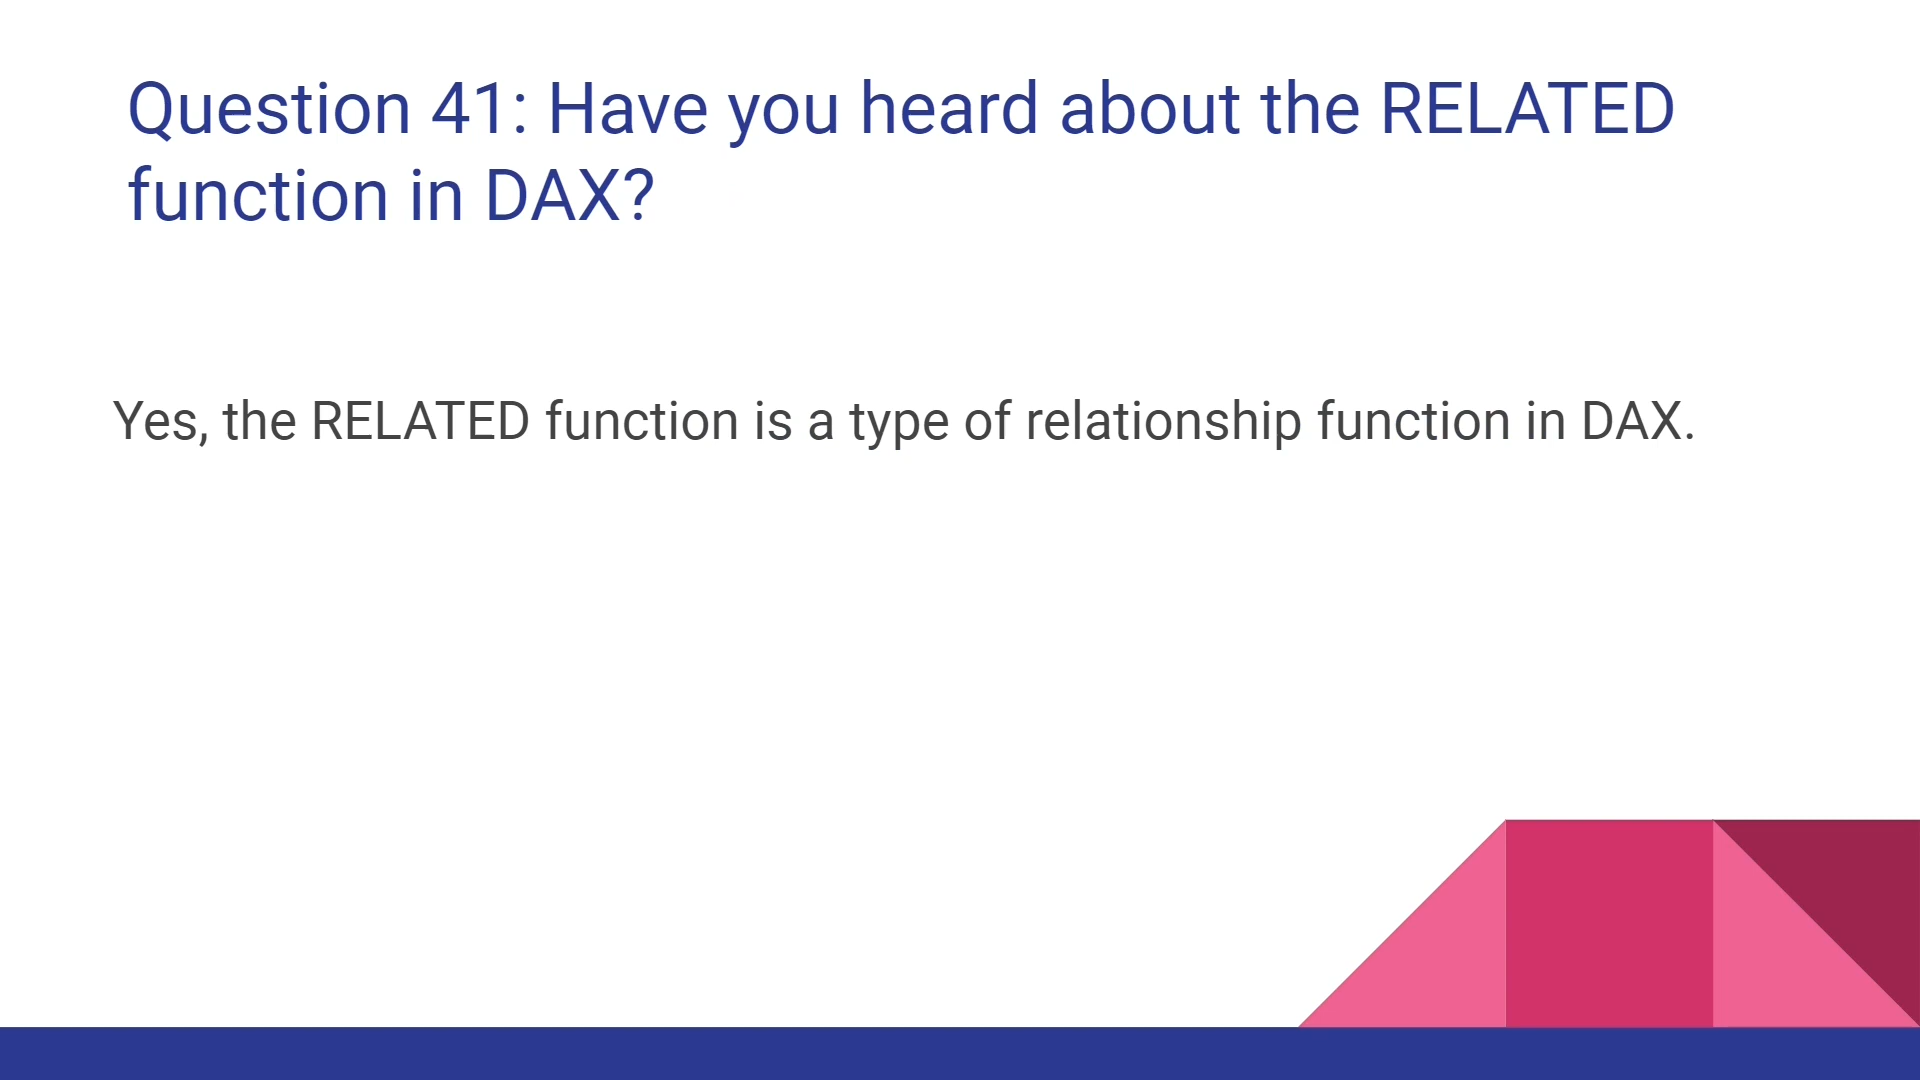 Question 41: Have you heard about the RELATED
function in DAX?
Yes, the RELATED function is a type of relationship function in DAX.